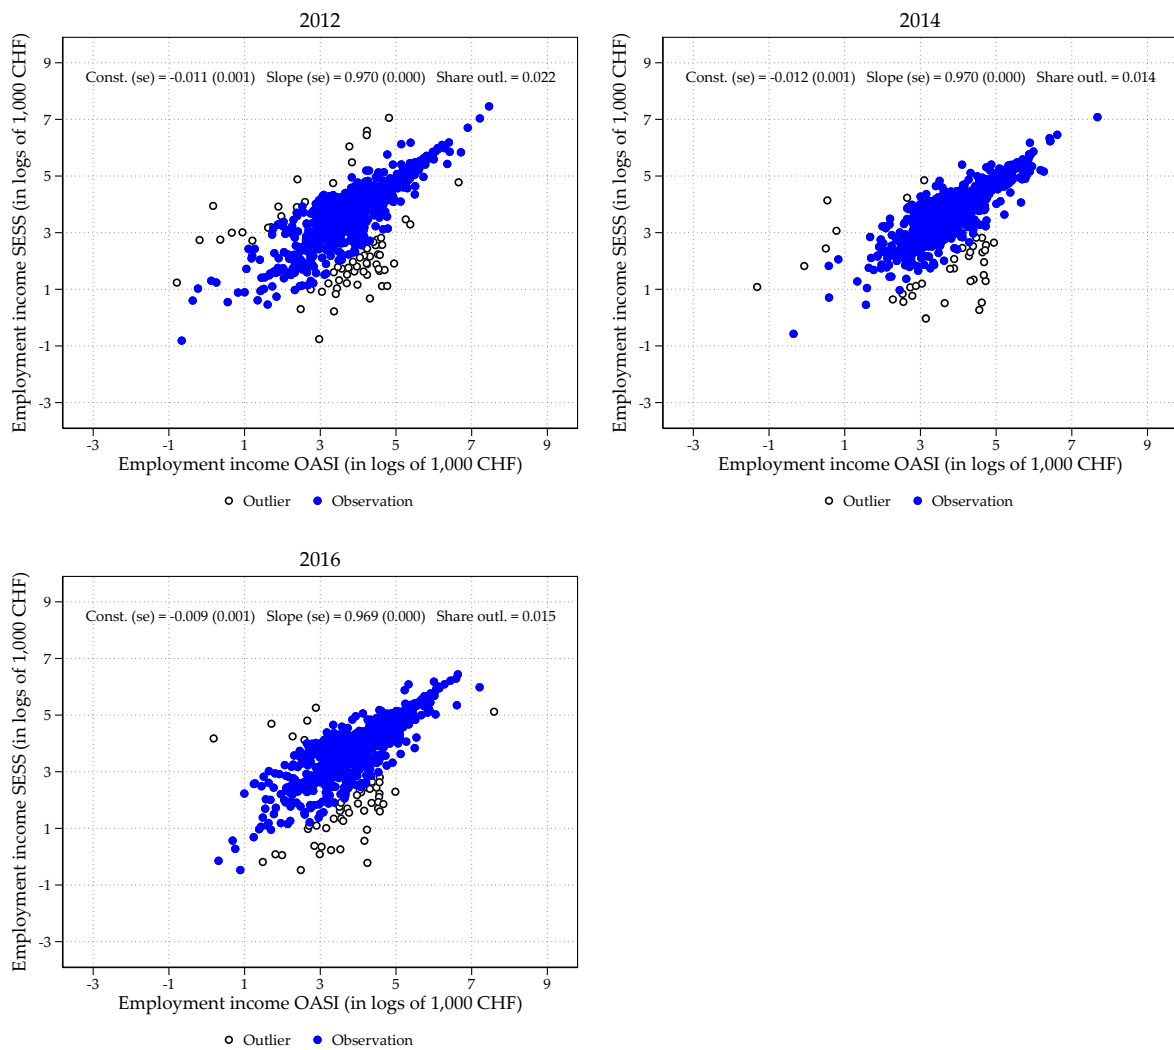 2012
Employment income SESS (in logs of 1,000 CHF)
9
7
5
3
1
-1
-3
Const. (se) = -0.011 (0.001) Slope (se) = 0.970 (0.000) Share outl. = 0.022
-3 -1 1 3 5 7 9
Employment income OASI (in logs of 1,000 CHF)
Outlier Observation
2014
Employment income SESS (in logs of 1,000 CHF)
9
7
5
3
1
-1
-3
Const. (se) = -0.012 (0.001) Slope (se) = 0.970 (0.000) Share outl. = 0.014
-3 -1 1 3 5 7 9
Employment income OASI (in logs of 1,000 CHF)
Outlier Observation
2016
Employment income SESS (in logs of 1,000 CHF)
9
7
5
3
1
-1
-3
Const. (se) = -0.009 (0.001) Slope (se) = 0.969 (0.000) Share outl. = 0.015
-3 -1 1 3 5 7 9
Employment income OASI (in logs of 1,000 CHF)
Outlier Observation